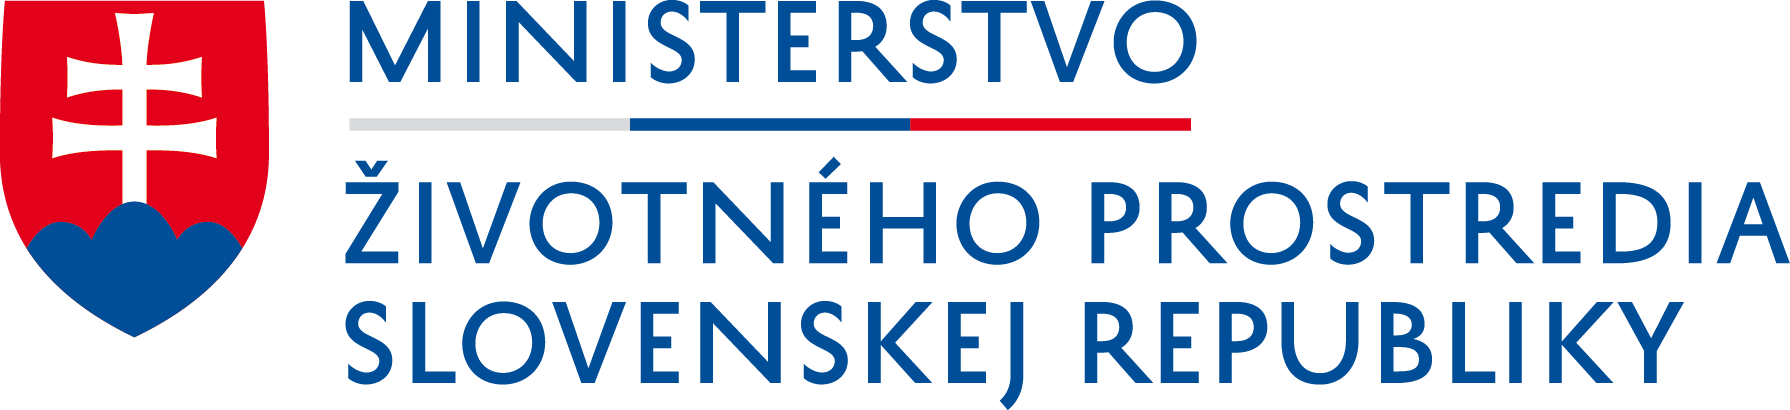 MINISTERSTVO
ŽIVOTNÉHO PROSTREDIA
SLOVENSKEJ REPUBLIKY